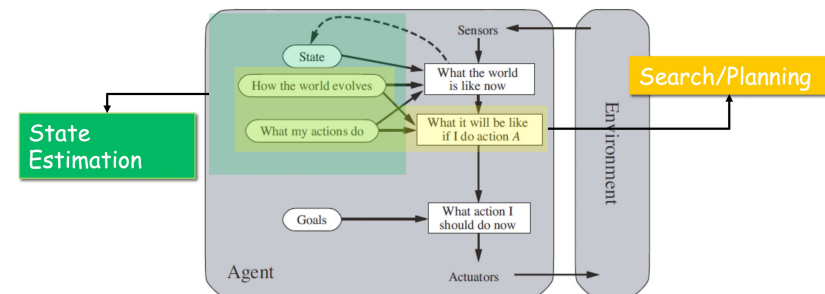 Sensors
State
What the world
is like now
How the world evolves
What my actions do
What it will be like
if I do action A
Goals
What action I
should do now
Agent
Actuators
Environment
State
Estimation
Search/Planning